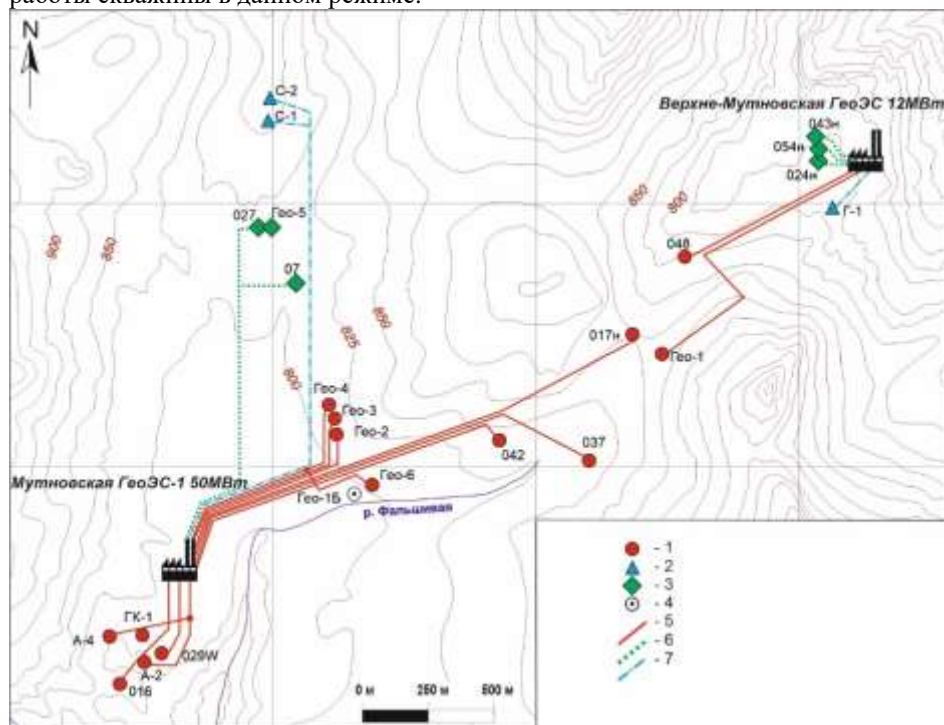 работы скважины в данном режиме.
N
С-2
С-1
Верхне-Мутновская ГеоЭС 12МВт
043н
054н
024н
Г-1
900
850
027
Гео-5
07
850
800
048
850
825
800
017н
Гео-1
Гео-4
Гео-3
Гео-2
042
037
Мутновская ГеоЭС-1 50МВт
Гео-1Б
Гео-6
р. Фальшивая
ГК-1
А-4
029W
А-2
016
0 м 250 м 500 м
- 1
- 2
- 3
- 4
- 5
- 6
- 7